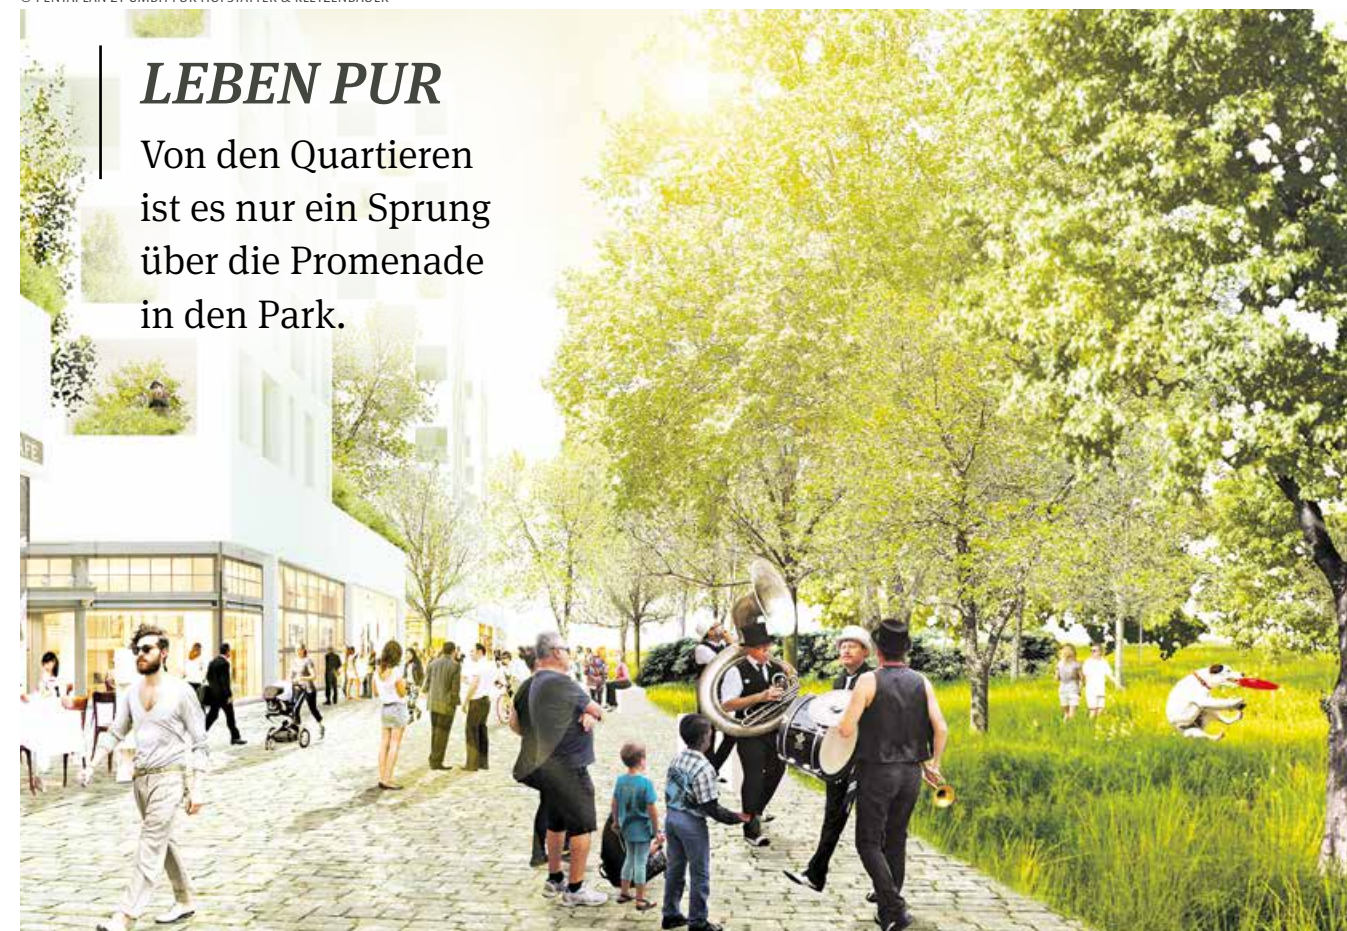 LEBEN PUR
Von den Quartieren
ist es nur ein Sprung
über die Promenade
in den Park.